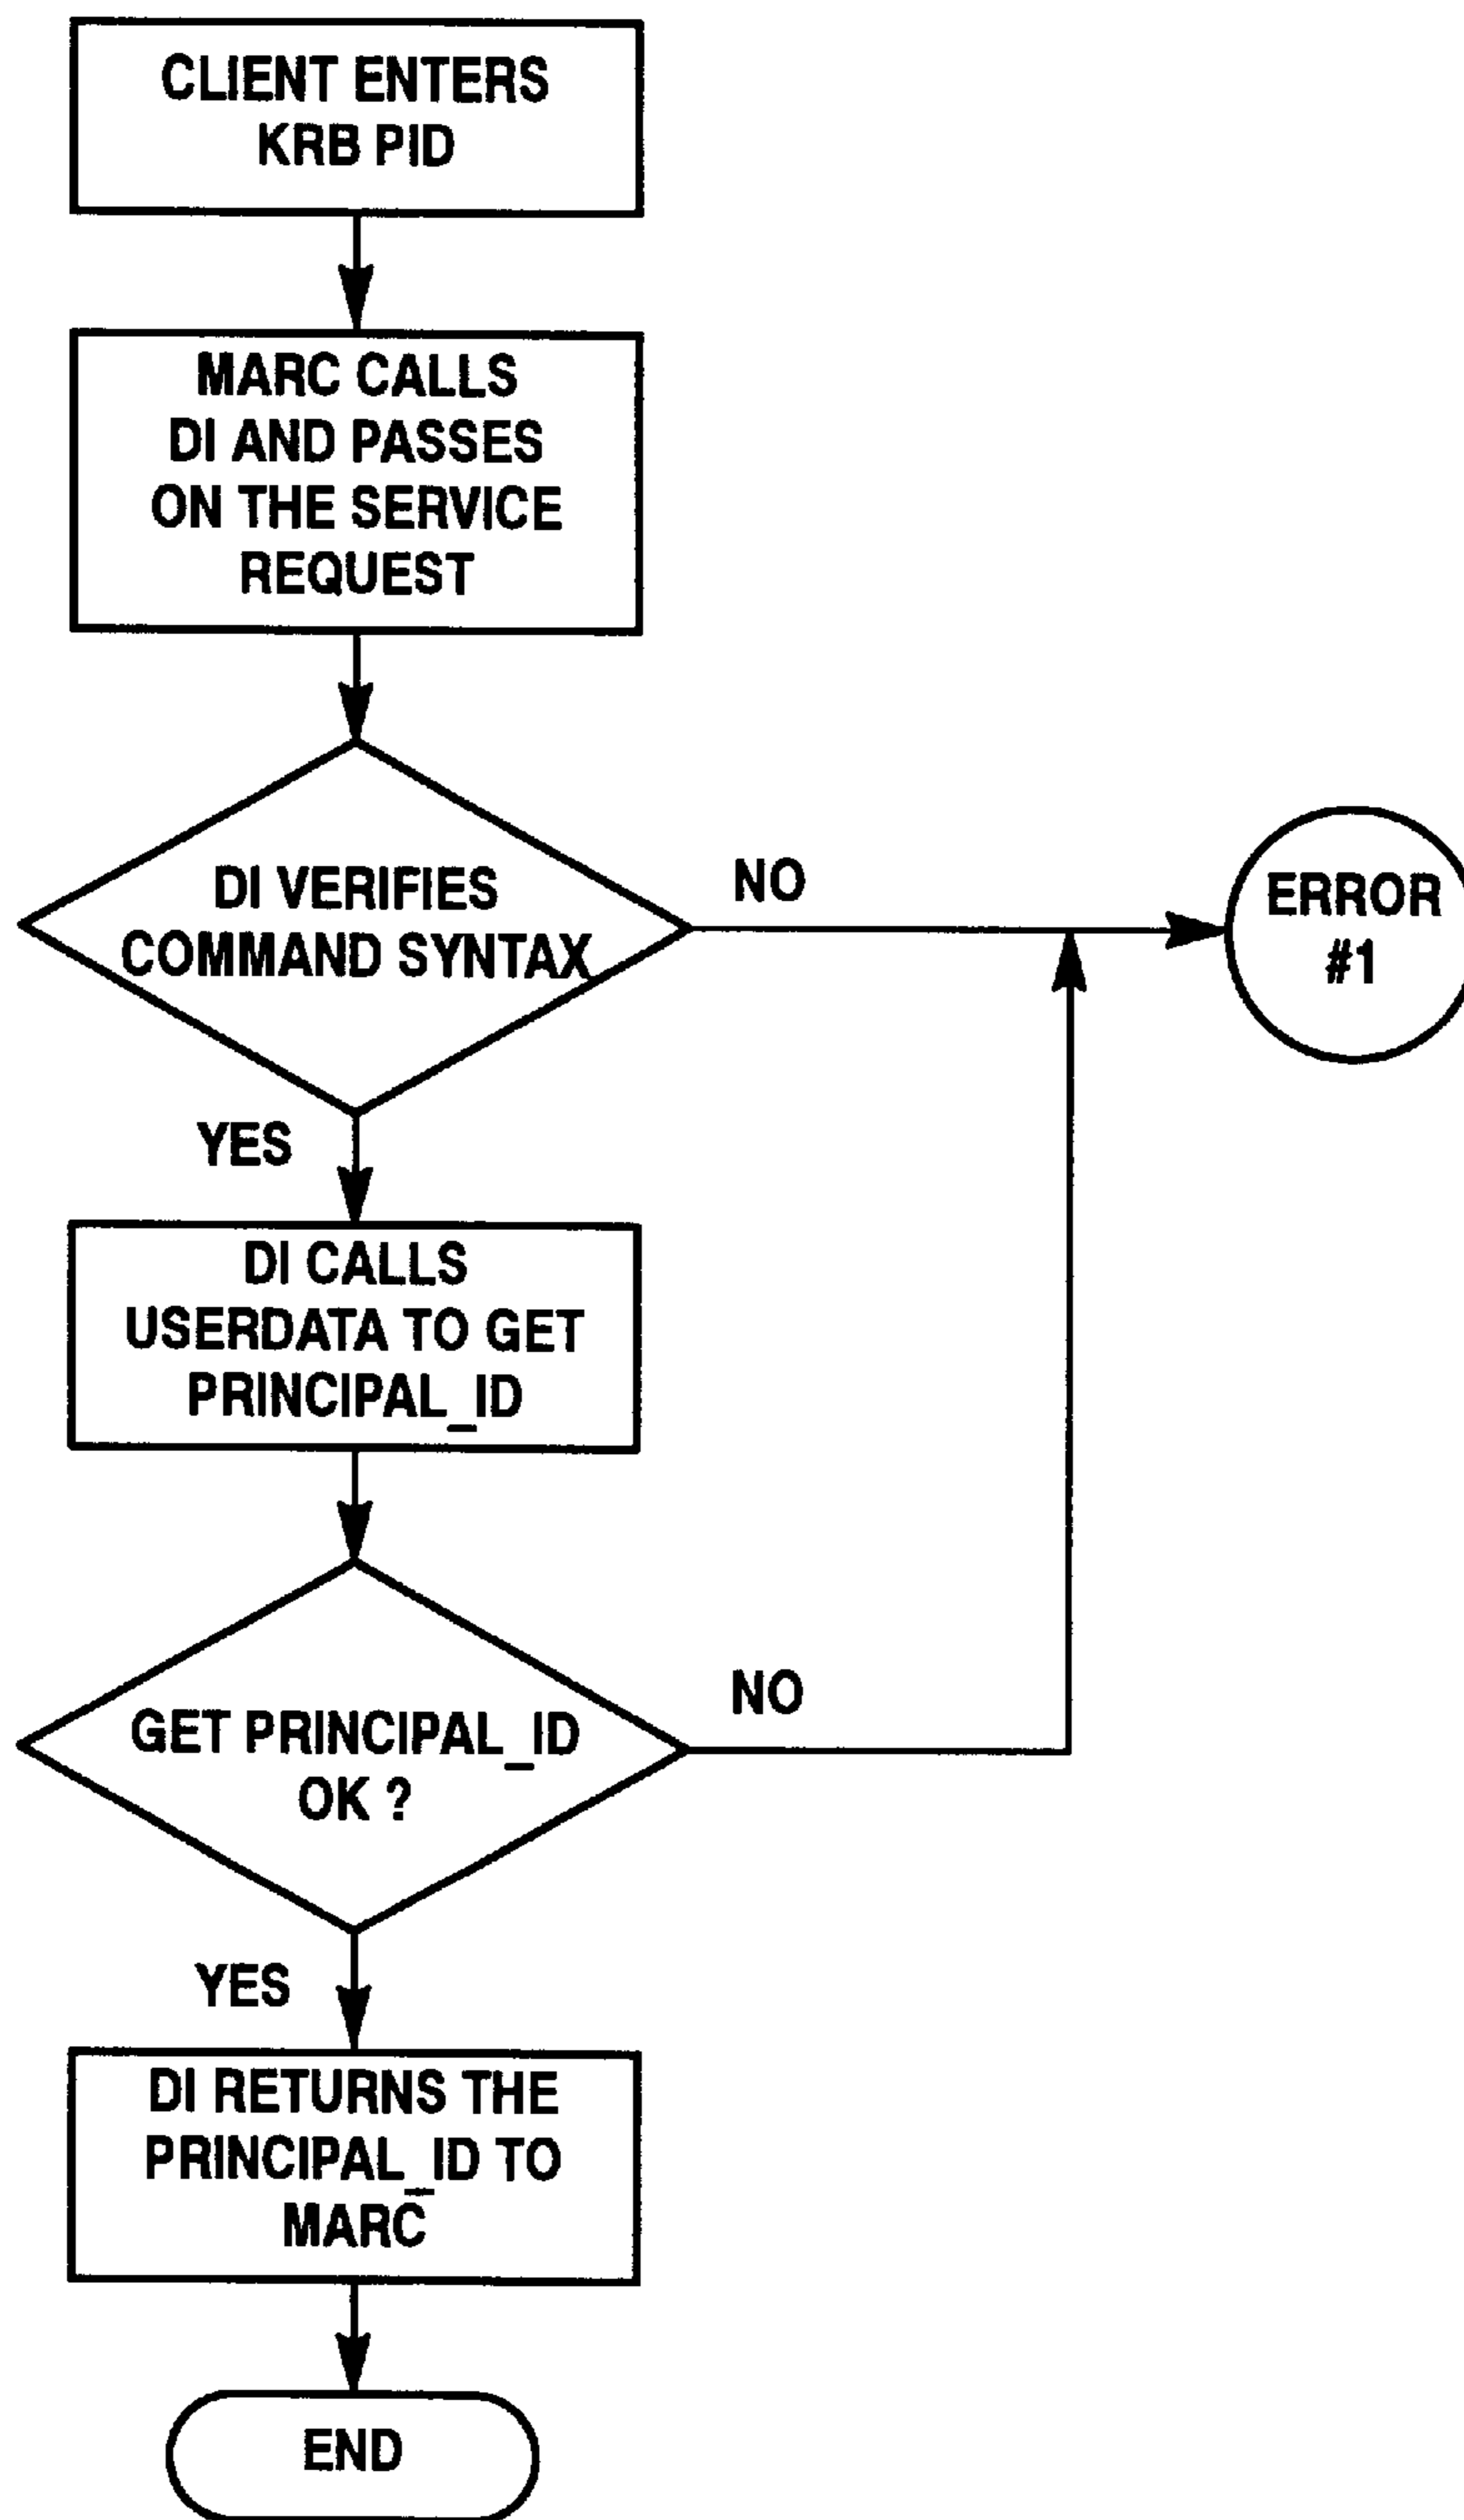 CLIENT ENTERS
KRB PID
MARC CALLS
DI AND PASSES
ON THE SERVICE
REQUEST
DI VERIFIES
COMMAND SYNTAX
NO
ERROR
#1
YES
DI CALLS
USERDATA TO GET
PRINCIPAL_ID
GET PRINCIPAL_ID
OK ?
NO
YES
DI RETURNS THE
PRINCIPAL_ID TO
MARC
END